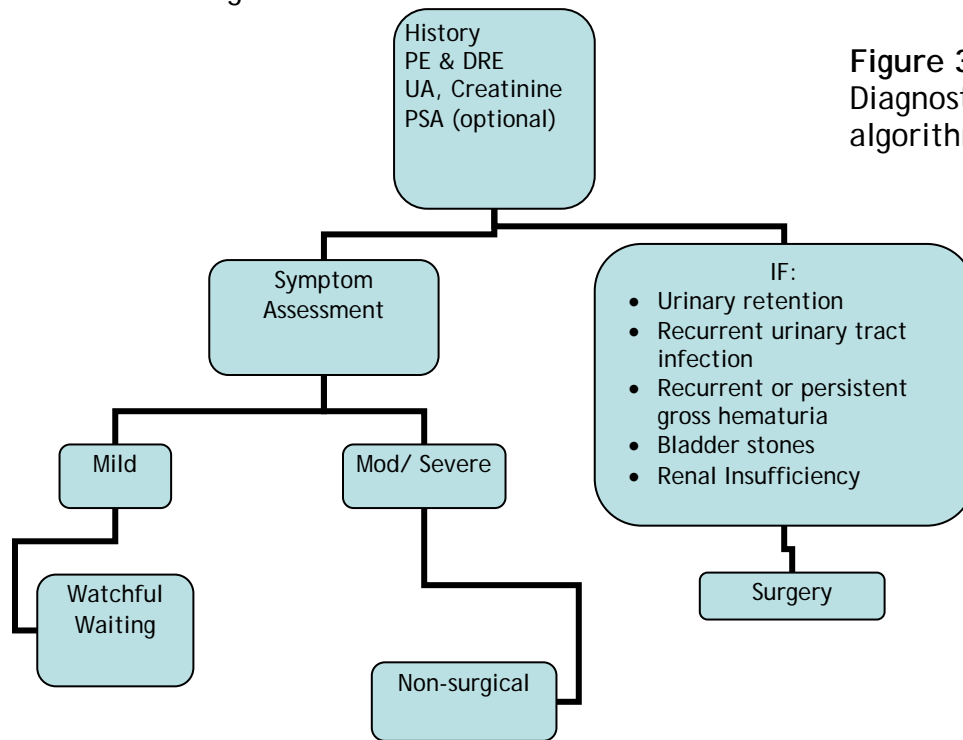 History
PE & DRE
UA, Creatinine
PSA (optional)
Figure 3
Diagnost
algorith
Symptom
Assessment
IF:
• Urinary retention
• Recurrent urinary tract
infection
• Recurrent or persistent
gross hematuria
• Bladder stones
• Renal Insufficiency
Mild
Mod/ Severe
Watchful
Waiting
Surgery
Non-surgical